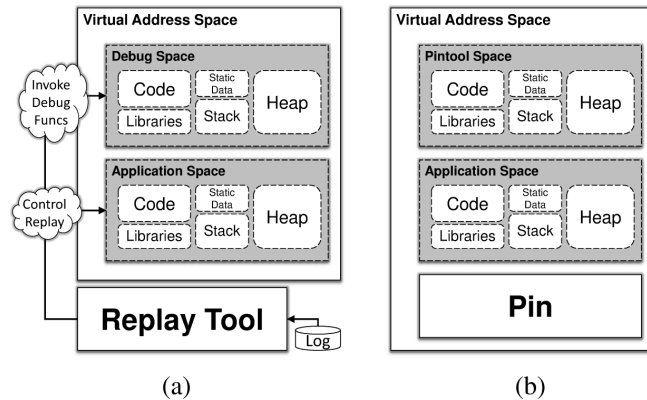 Virtual Address Space
Debug Space
Code
Static
Data
Heap
Libraries
Stack
Invoke
Debug
Funcs
Application Space
Code
Static
Data
Heap
Libraries
Stack
Control
Replay
Replay Tool
Log
(a)
Virtual Address Space
Pintool Space
Code
Static
Data
Heap
Libraries
Stack
Application Space
Code
Static
Data
Heap
Libraries
Stack
Pin
(b)